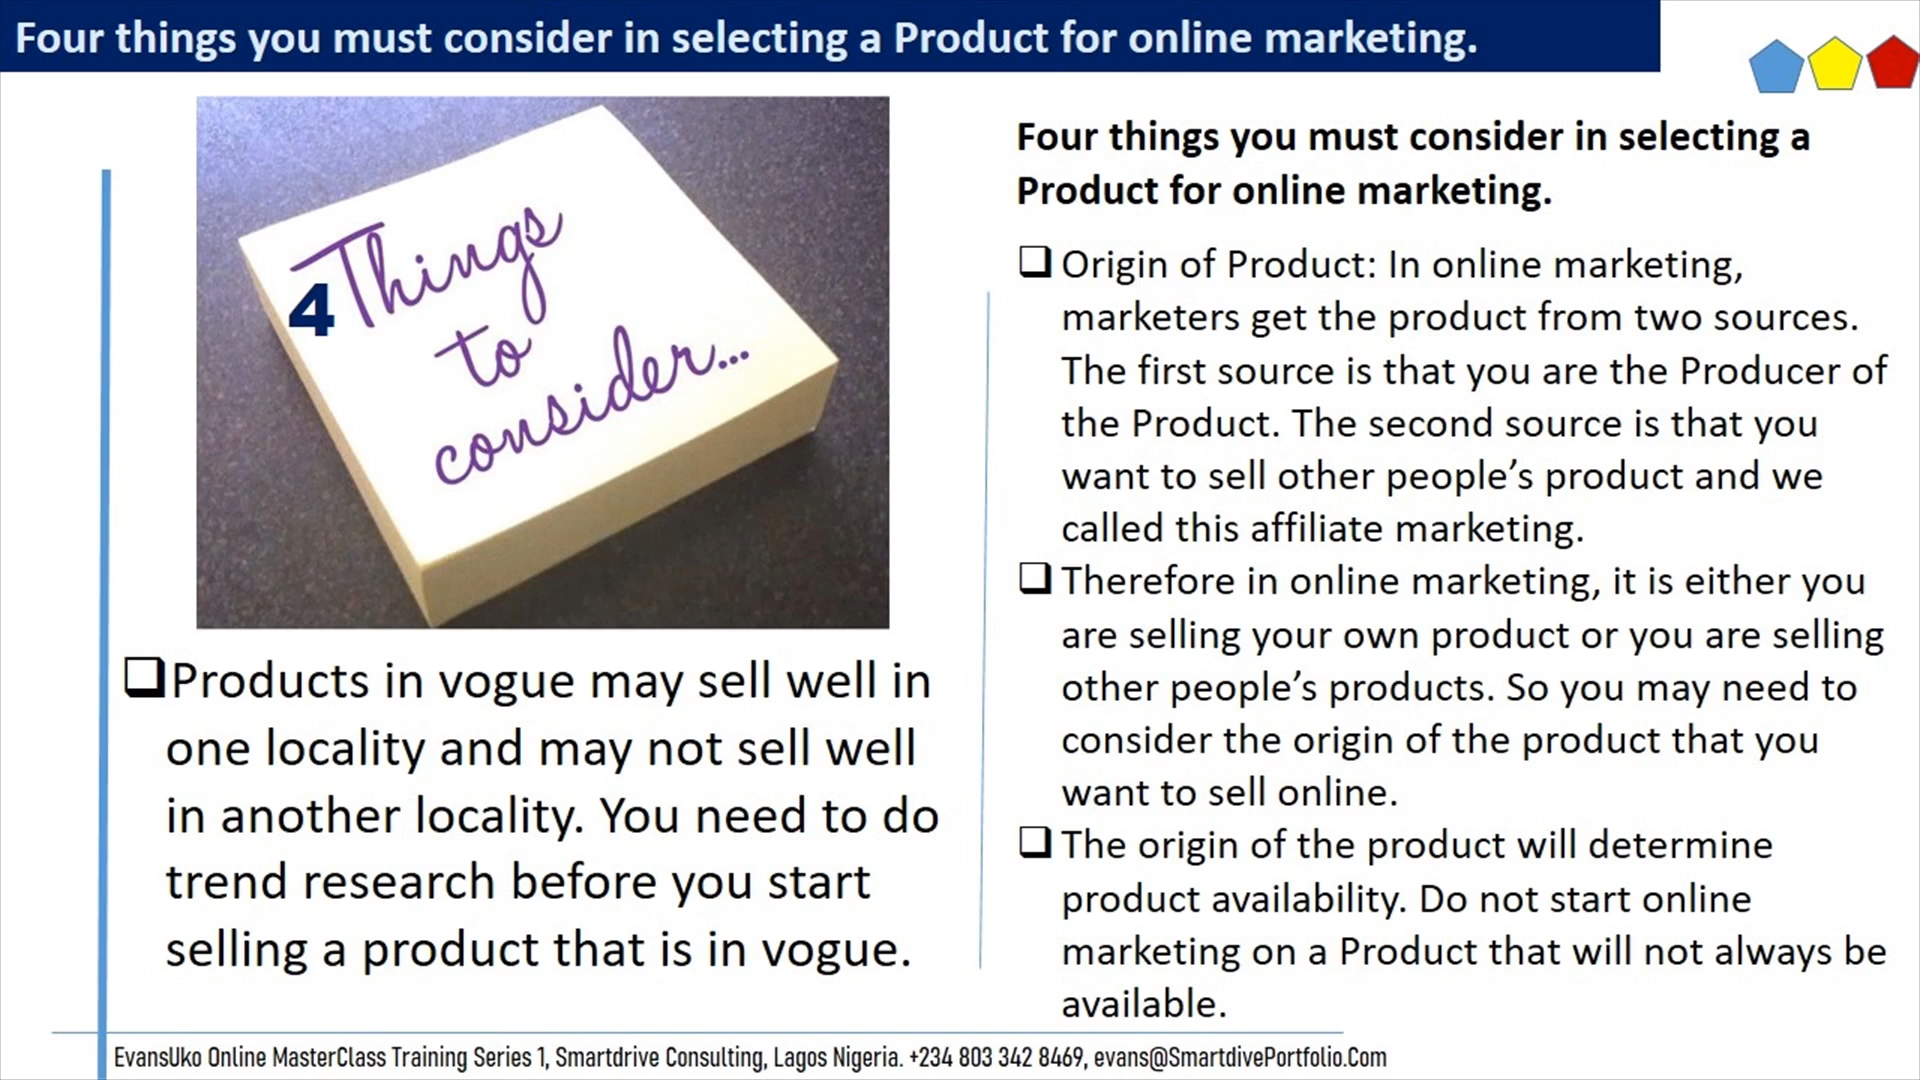 Four things you must consider in selecting a Product for online marketing.
4 Things
to
consider...
❑Products in vogue may sell well in
one locality and may not sell well
in another locality. You need to do
trend research before you start
selling a product that is in vogue.
Four things you must consider in selecting a
Product for online marketing.
❑ Origin of Product: In online marketing,
marketers get the product from two sources.
The first source is that you are the Producer of
the Product. The second source is that you
want to sell other people’s product and we
called this affiliate marketing.
❑ Therefore in online marketing, it is either you
are selling your own product or you are selling
other people’s products. So you may need to
consider the origin of the product that you
want to sell online.
❑ The origin of the product will determine
product availability. Do not start online
marketing on a Product that will not always be
available.
EvansUko Online MasterClass Training Series 1, Smartdrive Consulting, Lagos Nigeria. +234 803 342 8469, evans@SmartdivePortfolio.Com